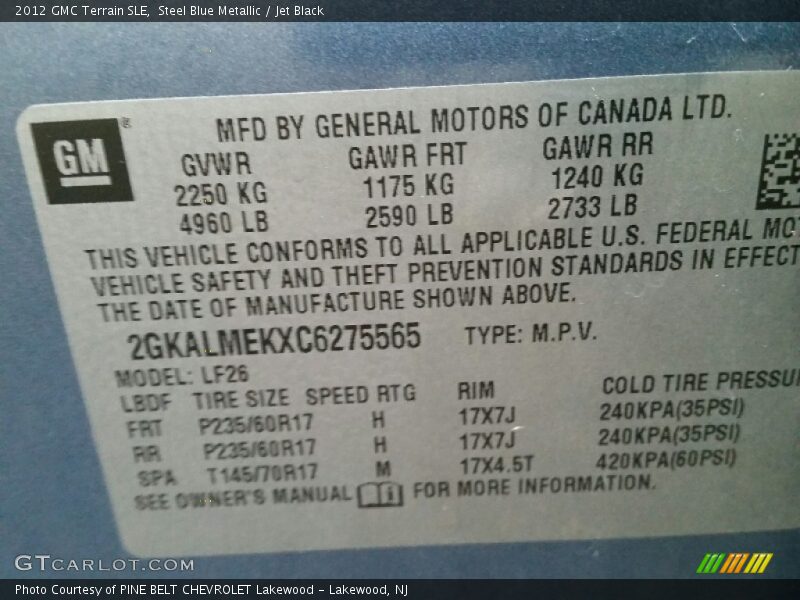 2012 GMC Terrain SLE, Steel Blue Metallic / Jet Black
GM®
MFD BY GENERAL MOTORS OF CANADA LTD.
GVWR GAWR FRT GAWR RR
2250 KG 1175 KG 1240 KG
4960 LB 2590 LB 2733 LB
THIS VEHICLE CONFORMS TO ALL APPLICABLE U.S. FEDERAL MO
VEHICLE SAFETY AND THEFT PREVENTION STANDARDS IN EFFECT
THE DATE OF MANUFACTURE SHOWN ABOVE.
2GKALMEKXC6275565 TYPE: M.P.V.
MODEL: LF26
LBDF TIRE SIZE SPEED RTG RIM COLD TIRE PRESSU
FRT P235/60R17 H 17X7J 240KPA(35PSI)
RR P235/60R17 H 17X7J 240KPA(35PSI)
SPA T145/70R17 M 17X4.5T 420KPA(60PSI)
SEE OWNER'S MANUAL i FOR MORE INFORMATION.
GTCARLOT.COM
Photo Courtesy of PINE BELT CHEVROLET Lakewood - Lakewood, NJ